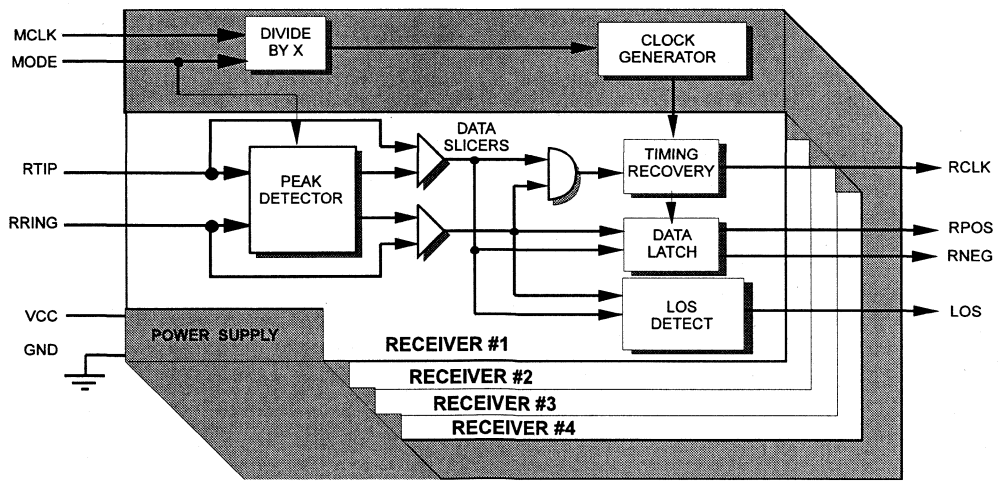 MCLK
MODE
DIVIDE
BY X
CLOCK
GENERATOR
DATA
SLICERS
RTIP
RRING
PEAK
DETECTOR
TIMING
RECOVERY
RCLK
DATA
LATCH
RPOS
RNEG
LOS
DETECT
LOS
VCC
GND
POWER SUPPLY
RECEIVER #1
RECEIVER #2
RECEIVER #3
RECEIVER #4